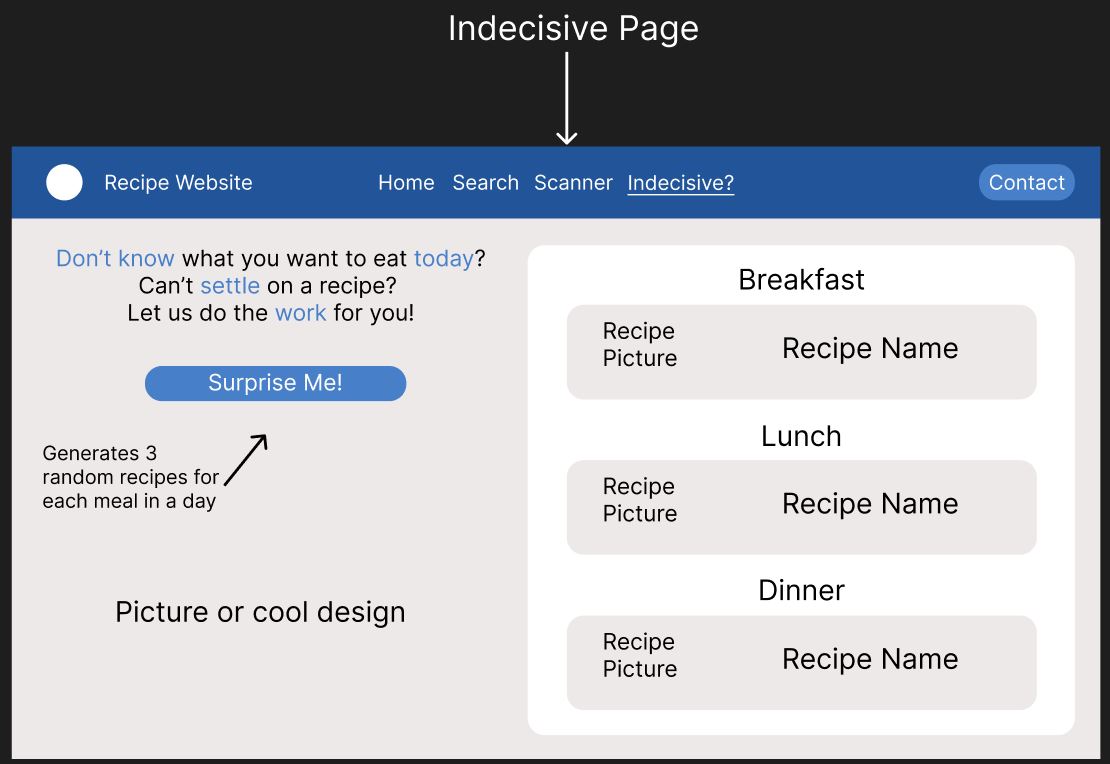 Indecisive Page
Recipe Website
Home
Search
Scanner
Indecisive?
Contact
Don’t know what you want to eat today?
Can’t settle on a recipe?
Let us do the work for you!
Surprise Me!
Generates 3
random recipes for
each meal in a day
Picture or cool design
Breakfast
Recipe
Picture
Recipe Name
Lunch
Recipe
Picture
Recipe Name
Dinner
Recipe
Picture
Recipe Name